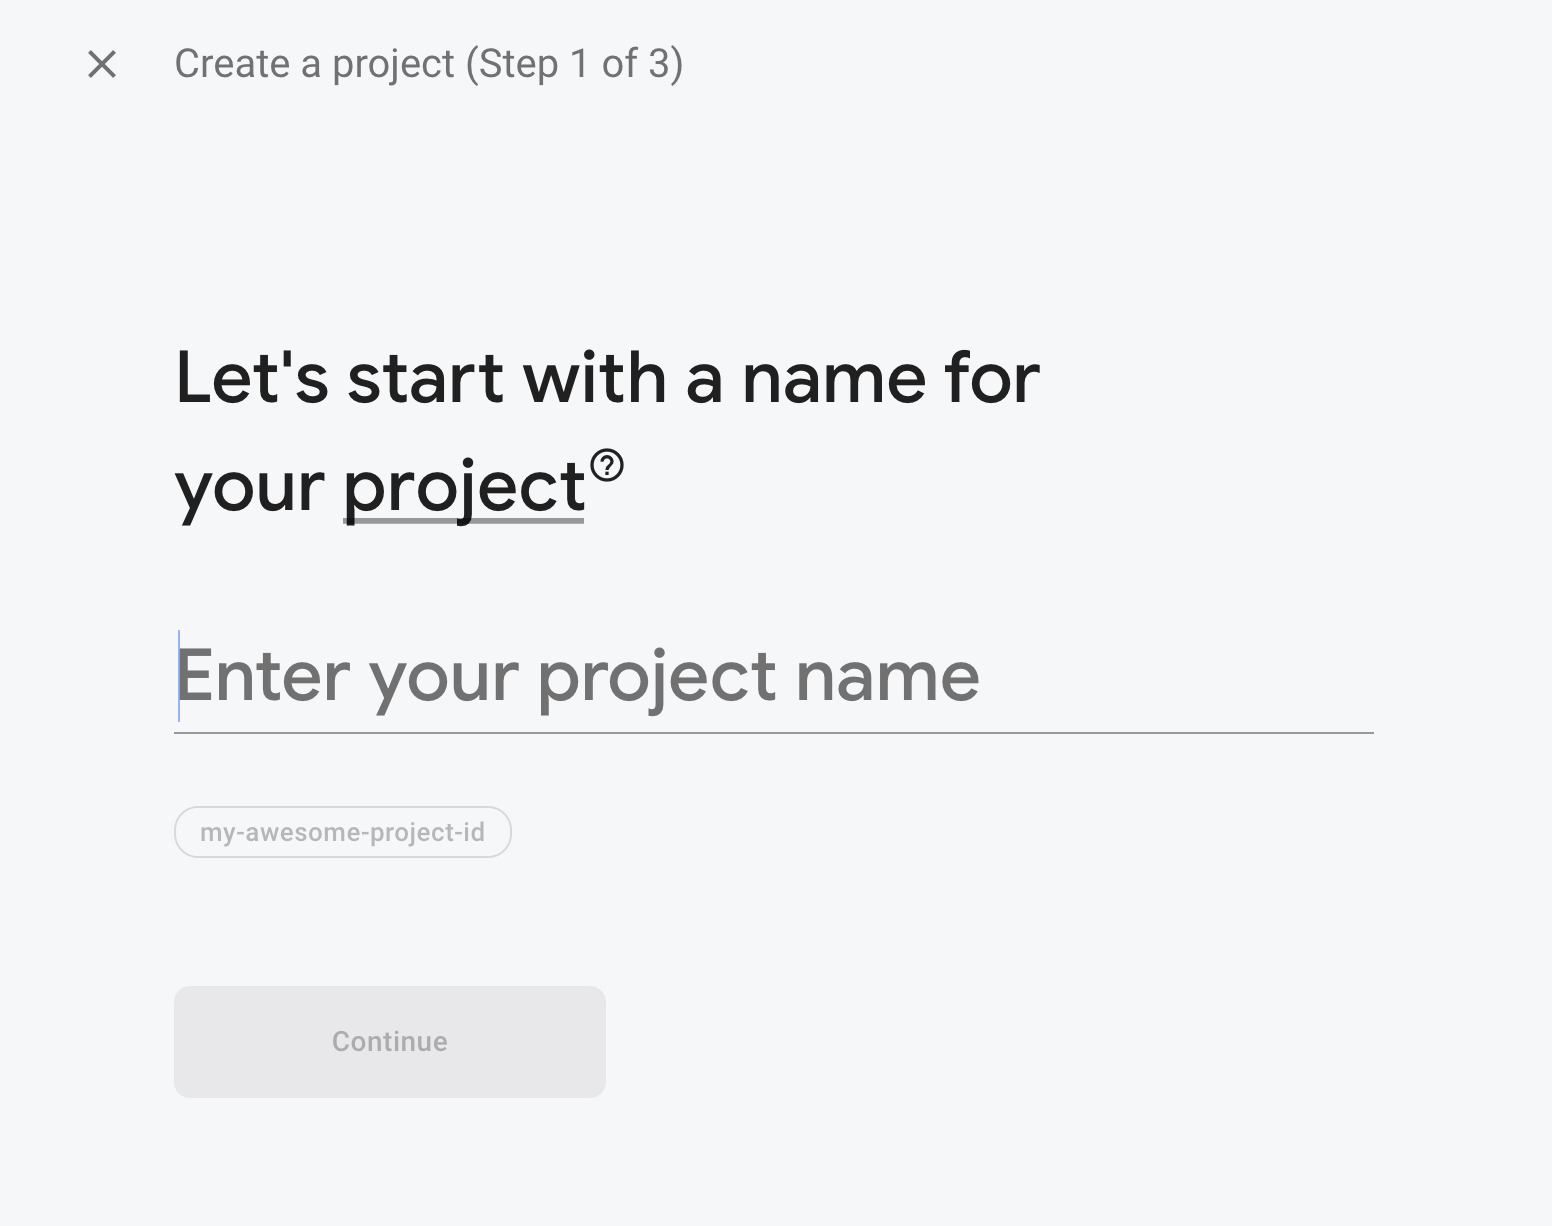 Create a project (Step 1 of 3)
Let's start with a name for
your project
Enter your project name
my-awesome-project-id
Continue